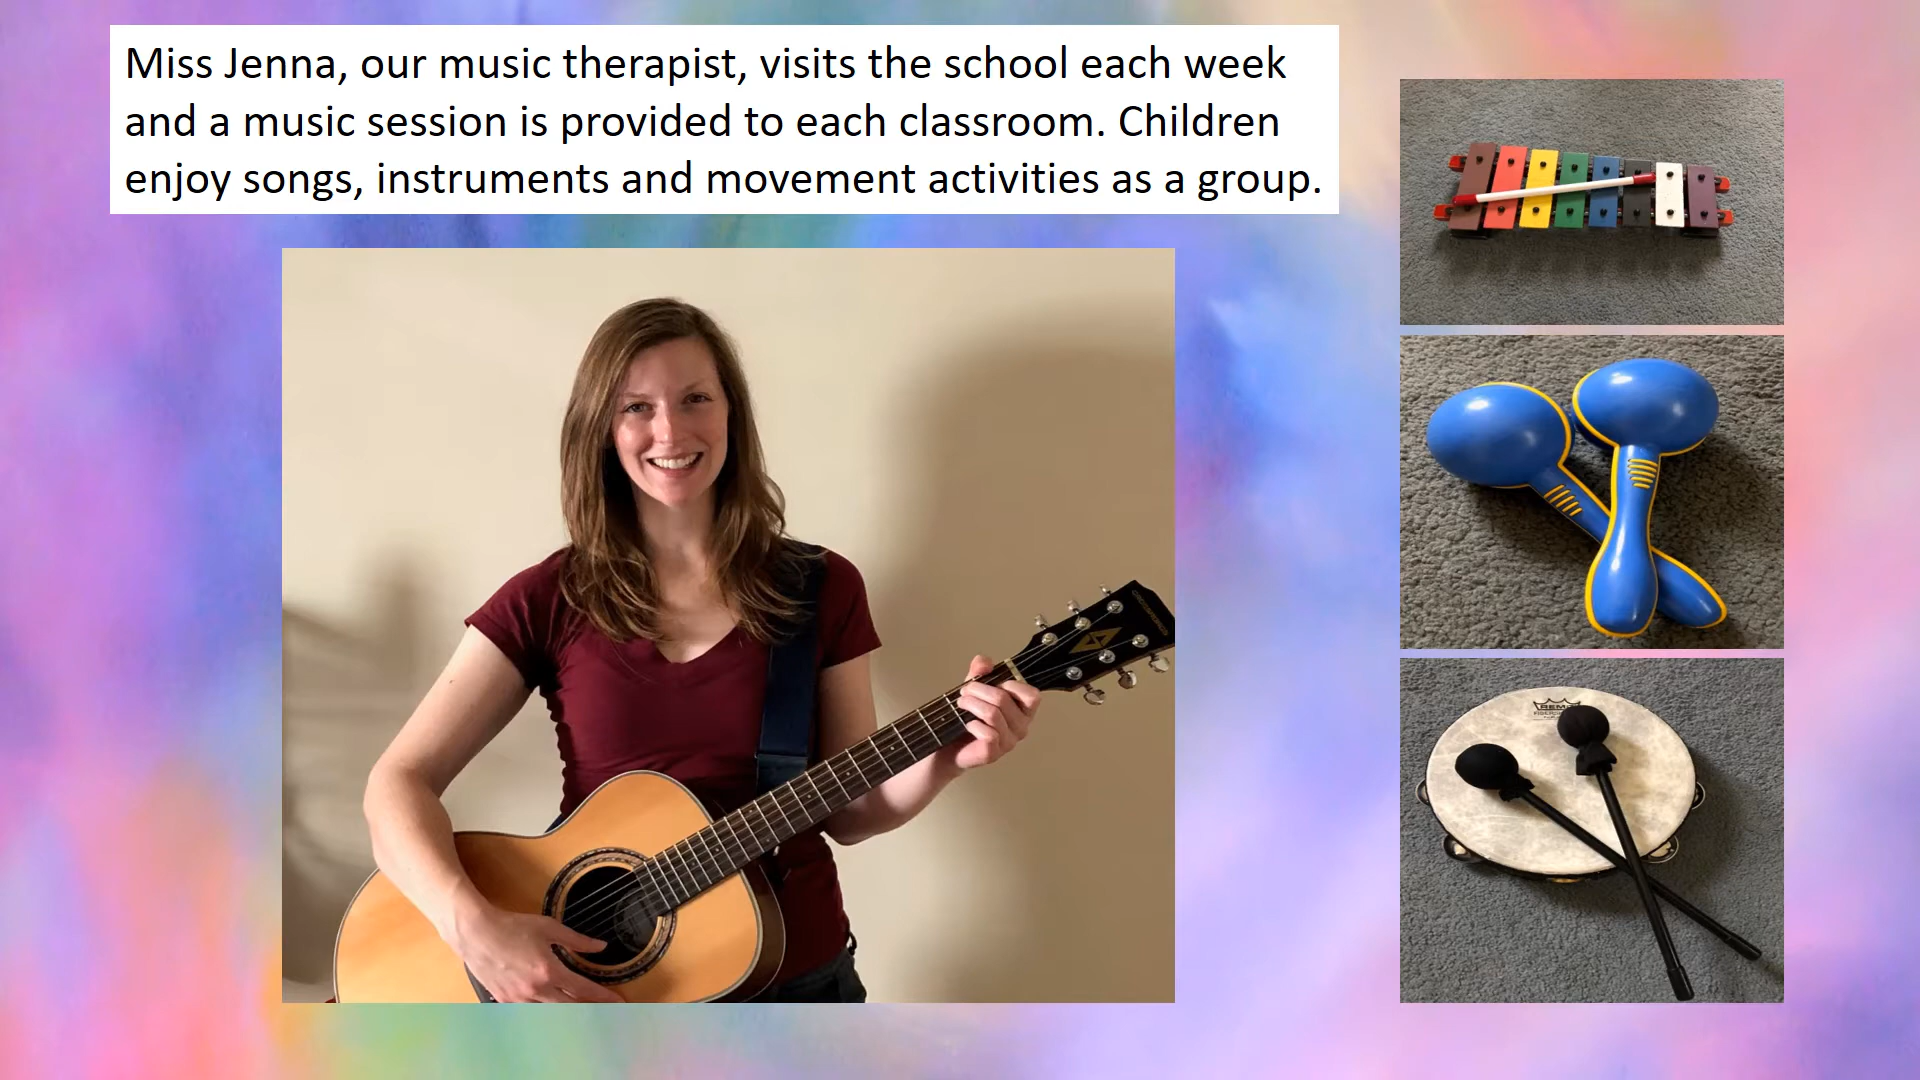 Miss Jenna, our music therapist, visits the school each week
and a music session is provided to each classroom. Children
enjoy songs, instruments and movement activities as a group.
REMO